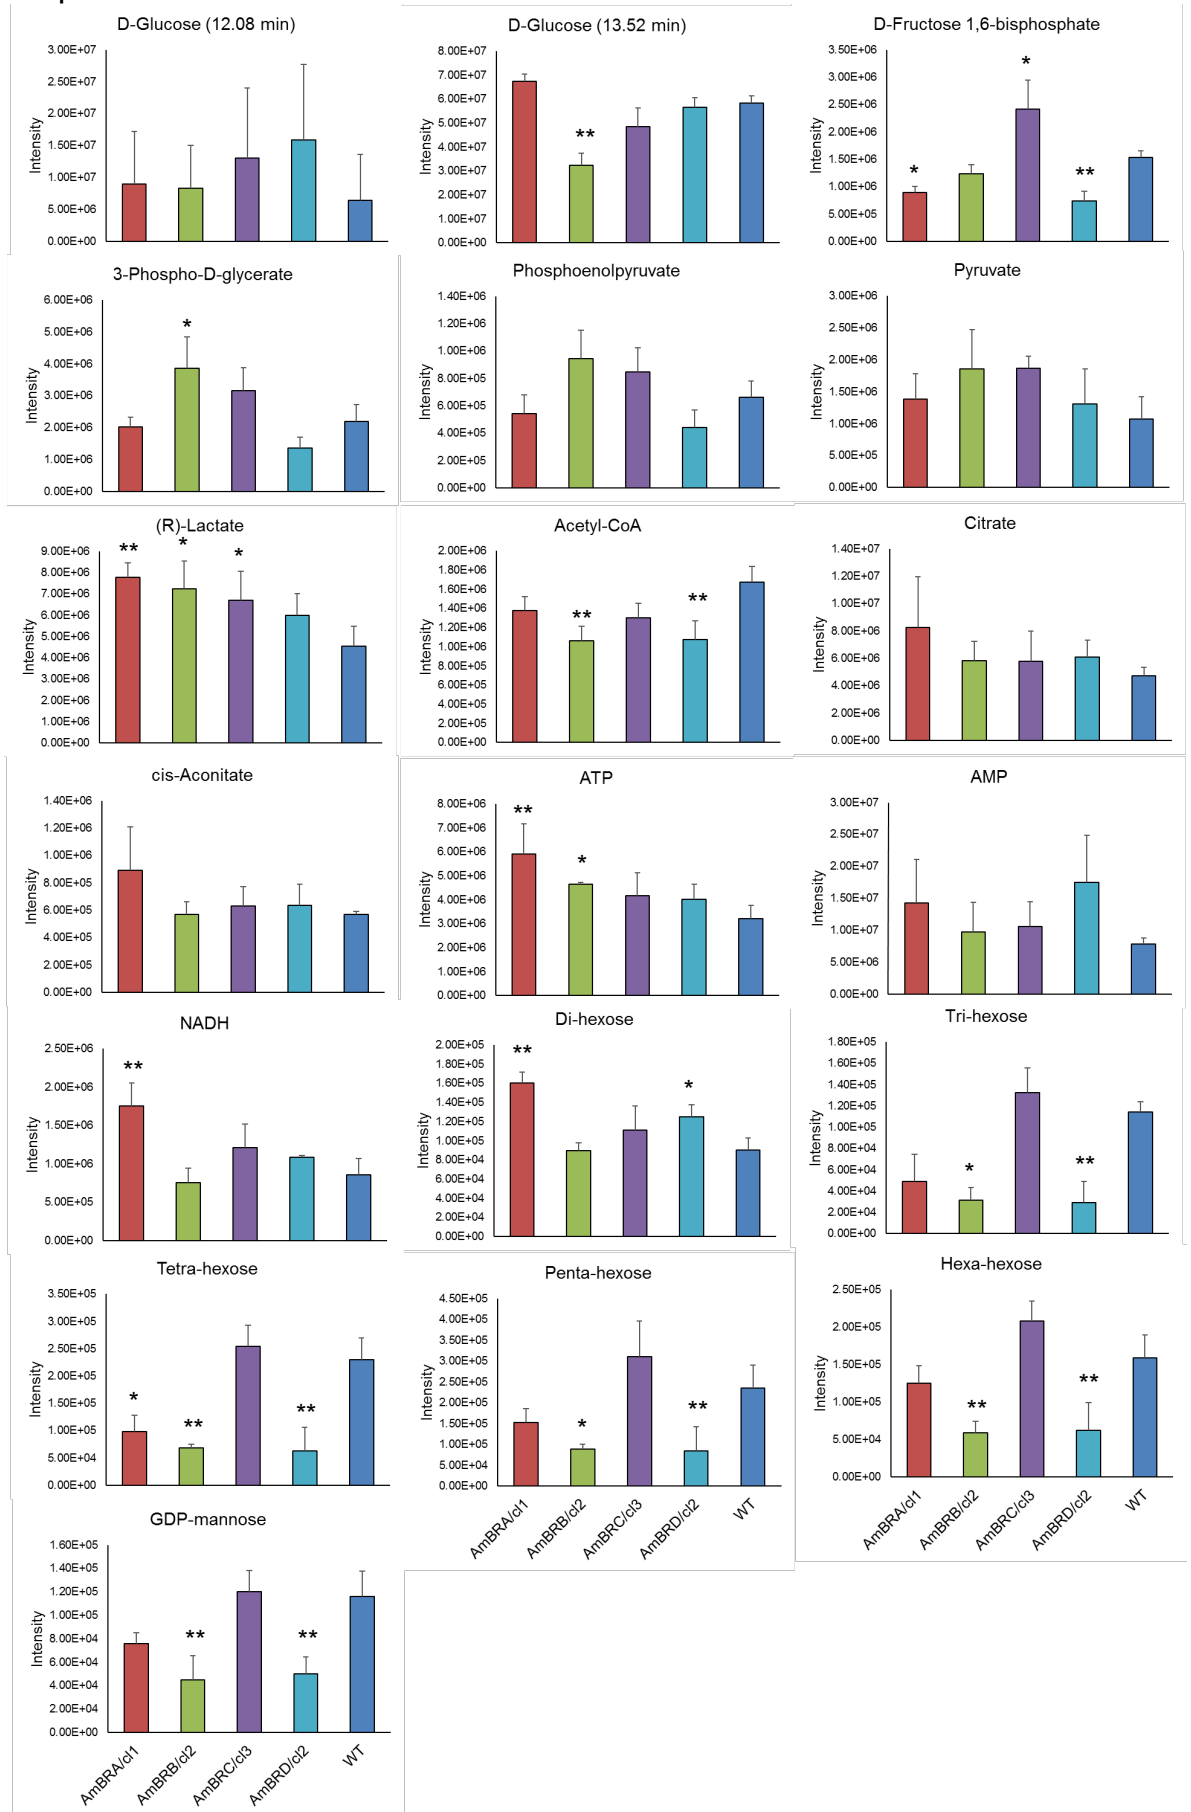 D-Glucose (12.08 min)
3.00E+07
2.50E+07
2.00E+07
1.50E+07
1.00E+07
5.00E+06
0.00E+00
Intensity
D-Glucose (13.52 min)
8.00E+07
7.00E+07
6.00E+07
5.00E+07
4.00E+07
3.00E+07
2.00E+07
1.00E+07
0.00E+00
Intensity
**
D-Fructose 1,6-bisphosphate
3.50E+06
3.00E+06
2.50E+06
2.00E+06
1.50E+06
1.00E+06
5.00E+05
0.00E+00
Intensity
* * **
3-Phospho-D-glycerate
6.00E+06
5.00E+06
4.00E+06
3.00E+06
2.00E+06
1.00E+06
0.00E+00
Intensity
*
Phosphoenolpyruvate
1.40E+06
1.20E+06
1.00E+06
8.00E+05
6.00E+05
4.00E+05
2.00E+05
0.00E+00
Intensity
Pyruvate
3.00E+06
2.50E+06
2.00E+06
1.50E+06
1.00E+06
5.00E+05
0.00E+00
Intensity
(R)-Lactate
9.00E+06
8.00E+06
7.00E+06
6.00E+06
5.00E+06
4.00E+06
3.00E+06
2.00E+06
1.00E+06
0.00E+00
Intensity
** * *
Acetyl-CoA
2.00E+06
1.80E+06
1.60E+06
1.40E+06
1.20E+06
1.00E+06
8.00E+05
6.00E+05
4.00E+05
2.00E+05
0.00E+00
Intensity
** **
Citrate
1.40E+07
1.20E+07
1.00E+07
8.00E+06
6.00E+06
4.00E+06
2.00E+06
0.00E+00
Intensity
cis-Aconitate
1.40E+06
1.20E+06
1.00E+06
8.00E+05
6.00E+05
4.00E+05
2.00E+05
0.00E+00
Intensity
ATP
8.00E+06
7.00E+06
6.00E+06
5.00E+06
4.00E+06
3.00E+06
2.00E+06
1.00E+06
0.00E+00
Intensity
** *
AMP
3.00E+07
2.50E+07
2.00E+07
1.50E+07
1.00E+07
5.00E+06
0.00E+00
Intensity
NADH
2.50E+06
2.00E+06
1.50E+06
1.00E+06
5.00E+05
0.00E+00
Intensity
**
Di-hexose
2.00E+05
1.80E+05
1.60E+05
1.40E+05
1.20E+05
1.00E+05
8.00E+04
6.00E+04
4.00E+04
2.00E+04
0.00E+00
Intensity
** *
Tri-hexose
1.80E+05
1.60E+05
1.40E+05
1.20E+05
1.00E+05
8.00E+04
6.00E+04
4.00E+04
2.00E+04
0.00E+00
Intensity
* **
Tetra-hexose
3.50E+05
3.00E+05
2.50E+05
2.00E+05
1.50E+05
1.00E+05
5.00E+04
0.00E+00
Intensity
* ** **
Penta-hexose
4.50E+05
4.00E+05
3.50E+05
3.00E+05
2.50E+05
2.00E+05
1.50E+05
1.00E+05
5.00E+04
0.00E+00
Intensity
* **
AmBRA/cl1
AmBRB/cl2
AmBRC/cl3
AmBRD/cl2
WT
Hexa-hexose
2.50E+05
2.00E+05
1.50E+05
1.00E+05
5.00E+04
0.00E+00
Intensity
** **
AmBRA/cl1
AmBRB/cl2
AmBRC/cl3
AmBRD/cl2
WT
GDP-mannose
1.60E+05
1.40E+05
1.20E+05
1.00E+05
8.00E+04
6.00E+04
4.00E+04
2.00E+04
0.00E+00
Intensity
** **
AmBRA/cl1
AmBRB/cl2
AmBRC/cl3
AmBRD/cl2
WT